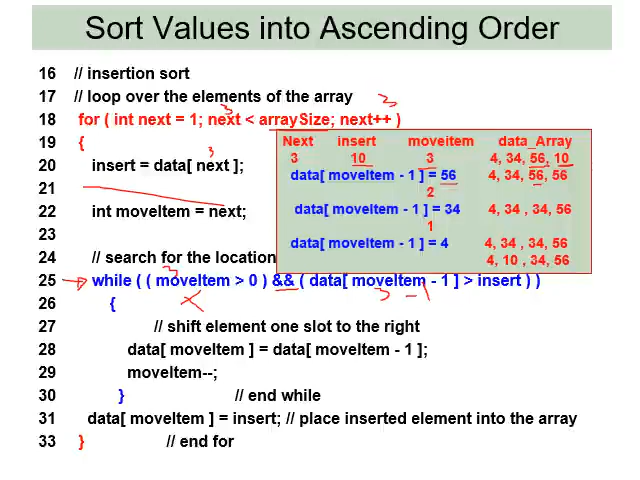 Sort Values into Ascending Order
16 // insertion sort
17 // loop over the elements of the array
3
3
18 for ( int next = 1; next < arraySize; next++ )
19 {
3
20 insert = data[ next ];
21
22 int moveItem = next;
23
24 // search for the location
3
25 while ( ( moveItem > 0 ) && ( data[ moveItem - 1 ] > insert ) )
3 -1
26 {
27 // shift element one slot to the right
28 data[ moveItem ] = data[ moveItem - 1 ];
29 moveItem--;
30 } // end while
31 data[ moveItem ] = insert; // place inserted element into the array
33 } // end for
Next insert moveitem data_Array
3 10 3 4, 34, 56, 10
data[ moveItem - 1 ] = 56 4, 34, 56, 56
2
data[ moveItem - 1 ] = 34 4, 34 , 34, 56
1
data[ moveItem - 1 ] = 4 4, 34 , 34, 56
4, 10 , 34, 56